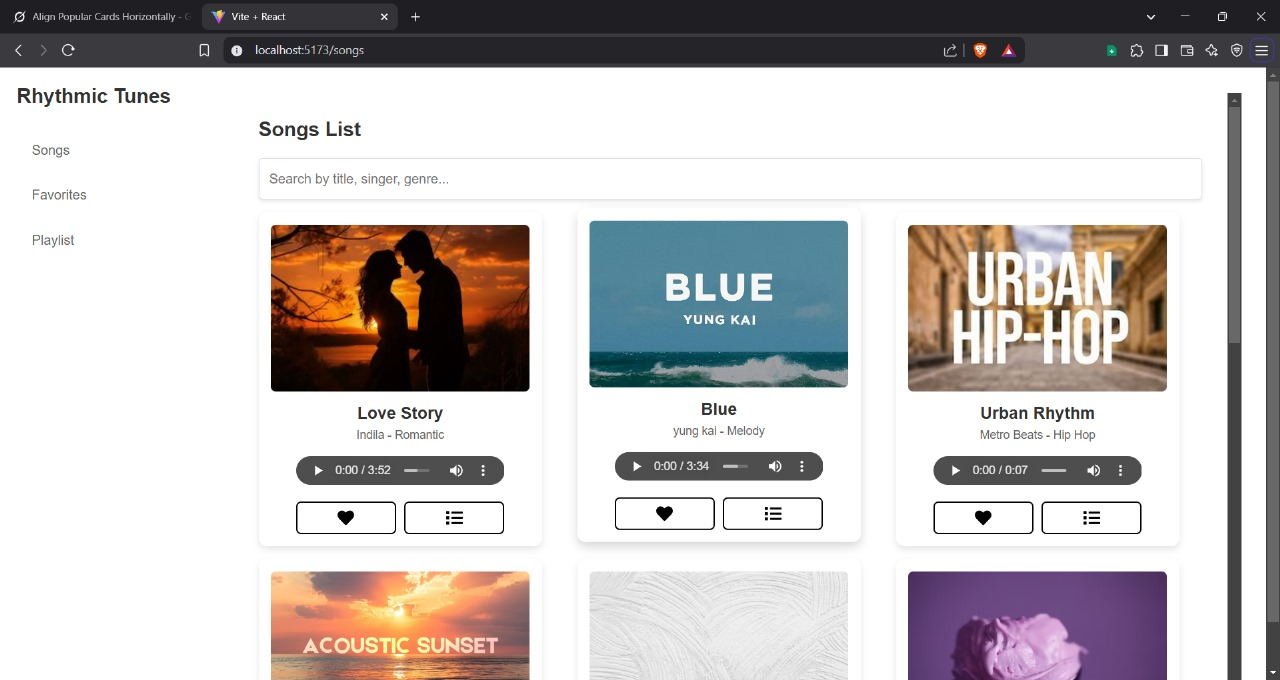 Align Popular Cards Horizontally - G
Vite + React
localhost:5173/songs
Rhythmic Tunes
Songs
Favorites
Playlist
Songs List
Search by title, singer, genre...
BLUE
YUNG KAI
URBAN
HIP-HOP
Love Story
Indila - Romantic
0:00 / 3:52
Blue
yung kai - Melody
0:00 / 3:34
Urban Rhythm
Metro Beats - Hip Hop
0:00 / 0:07
ACOUSTIC SUNSET